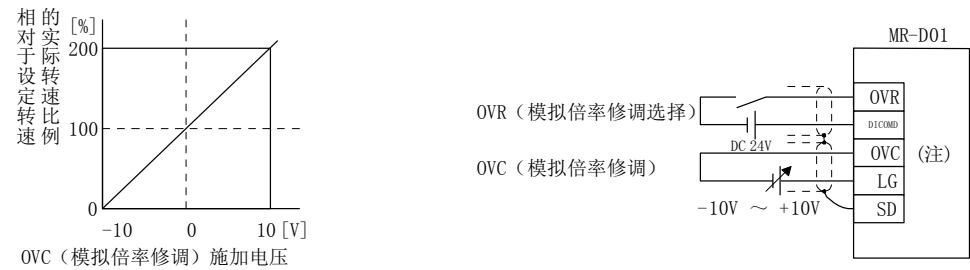 相对于设定转速
的实际转速比例
[%]
200
100
0
-10 0 10 [V]
OVC（模拟倍率修调）施加电压
MR-D01
OVR（模拟倍率修调选择）
DC 24V
OVC（模拟倍率修调）
-10V ～ +10V
OVR
DICOMD
OVC
LG
SD
(注)